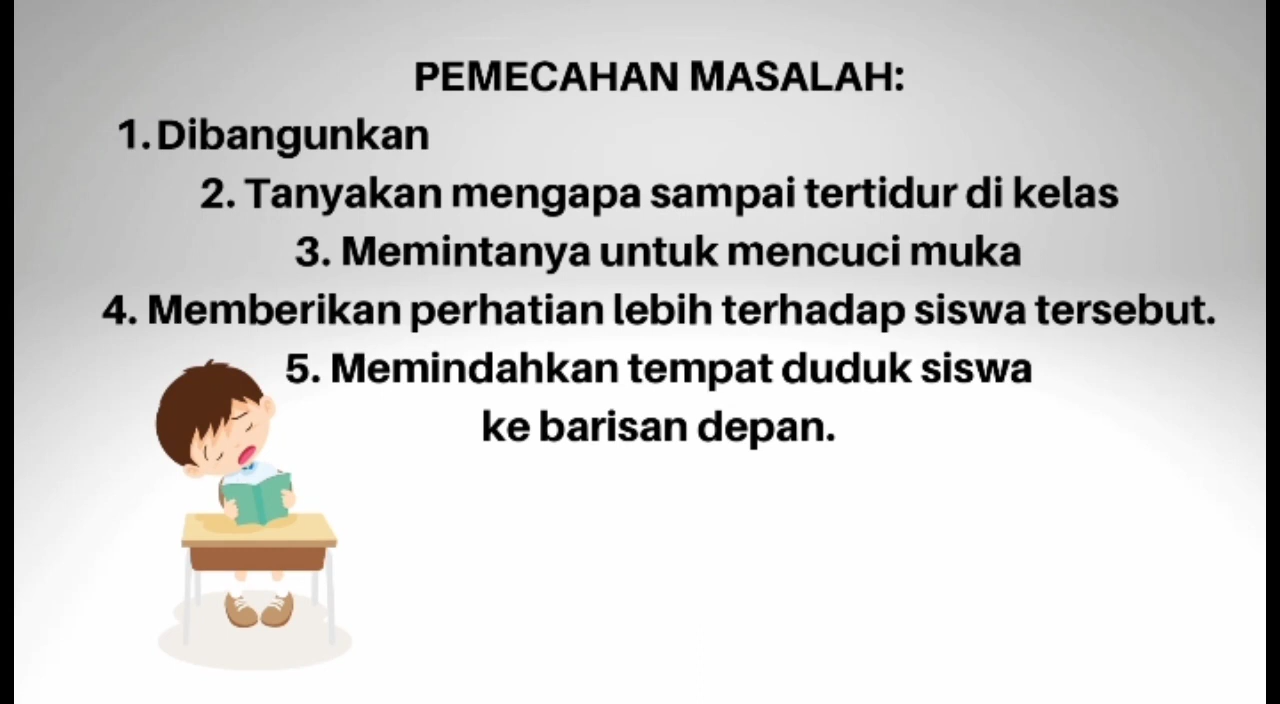 PEMECAHAN MASALAH:
1. Dibangunkan
2. Tanyakan mengapa sampai tertidur di kelas
3. Memintanya untuk mencuci muka
4. Memberikan perhatian lebih terhadap siswa tersebut.
5. Memindahkan tempat duduk siswa
ke barisan depan.